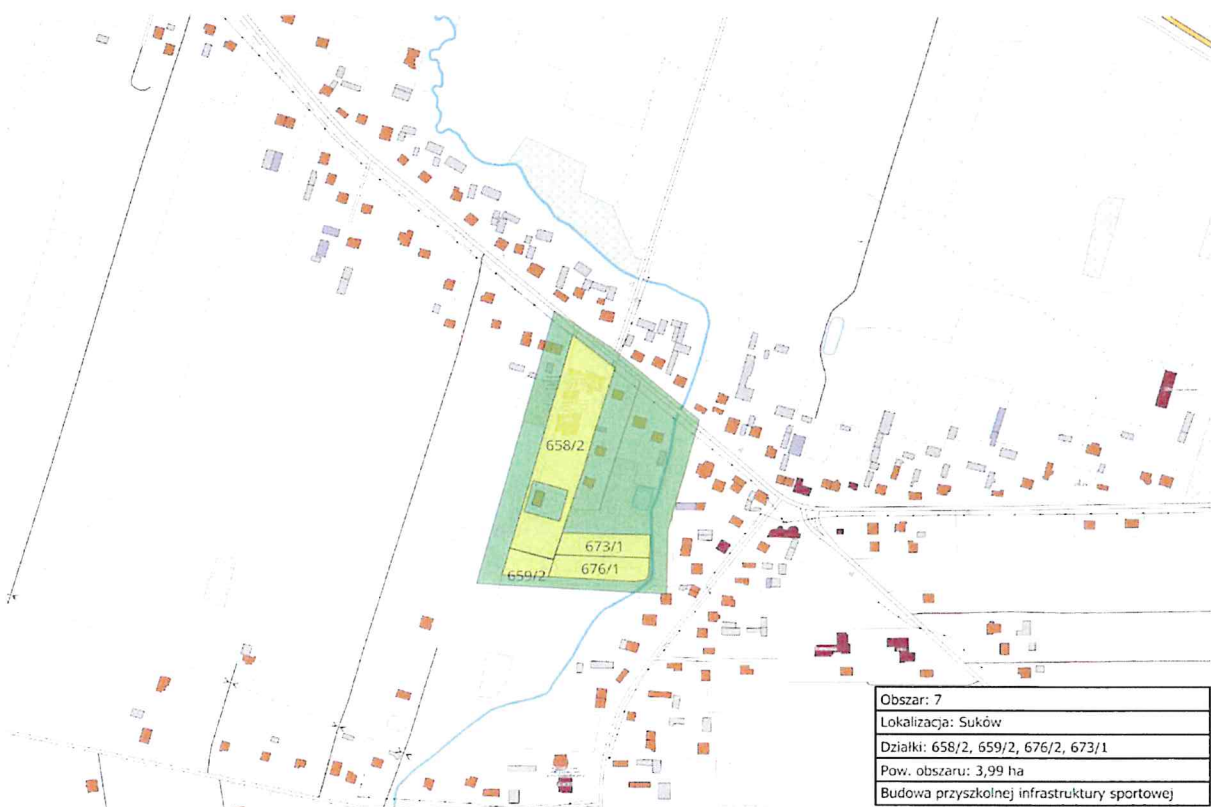 658/2
673/1
676/1
659/2
Obszar: 7
Lokalizacja: Suków
Działki: 658/2, 659/2, 676/2, 673/1
Pow. obszaru: 3,99 ha
Budowa przyszkolnej infrastruktury sportowej